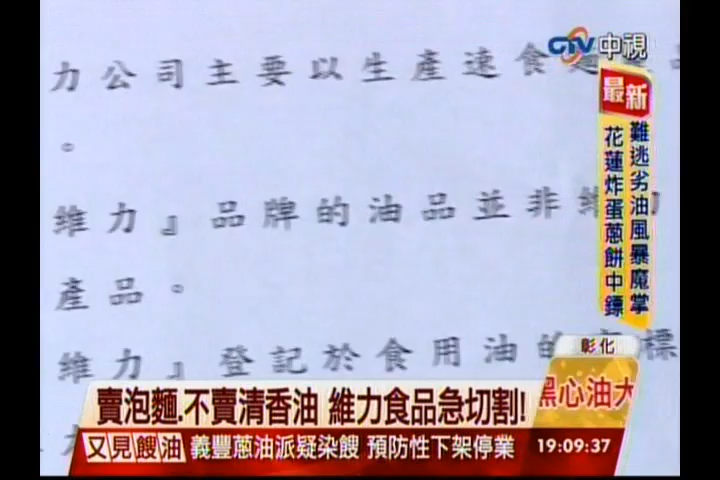 CTV中視
力公司主要以生產速食麵
。
維力』品牌的油品並非
產品。
維力』登記於食用油的 標
最新
難逃劣油風暴魔掌
花蓮炸蛋蔥餅中鏢
彰化
黑心油大
賣泡麵.不賣清香油 維力食品急切割!
又見餿油 義豐蔥油派疑染餿 預防性下架停業 19:09:37